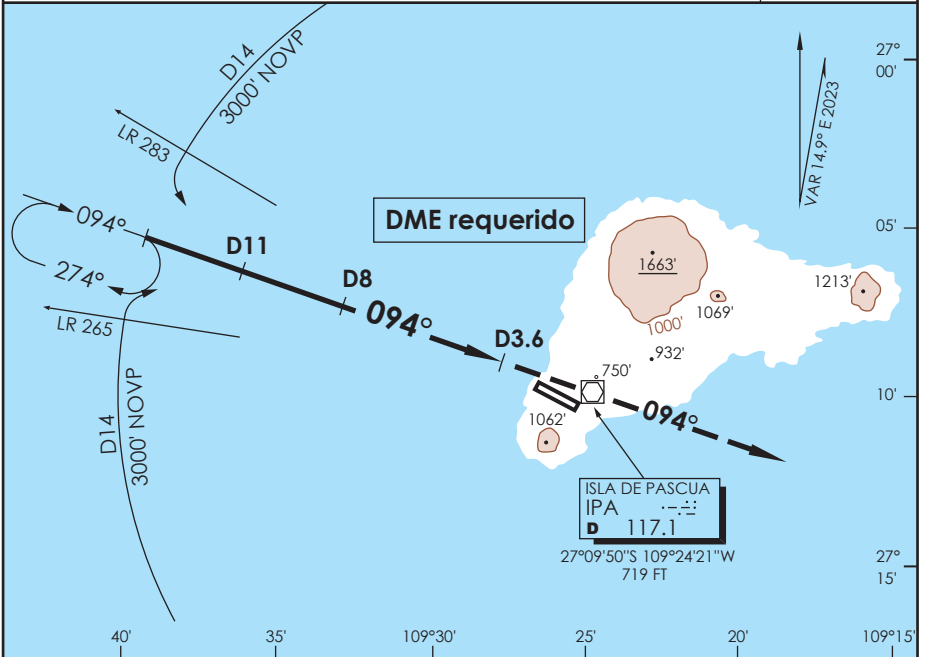 D14
3000' NOVP
LR 283
094°
274°
LR 265
D14
3000' NOVP
D11
D8
094°
D3.6
DME requerido
VAR 14.9° E 2023
27°
00'
05'
10'
27°
15'
1663'
1000'
1069'
1213'
932'
750'
1062'
094°
ISLA DE PASCUA
IPA
D 117.1
27°09'50"S 109°24'21"W
719 FT
40'
35'
109°30'
25'
20'
109°15'